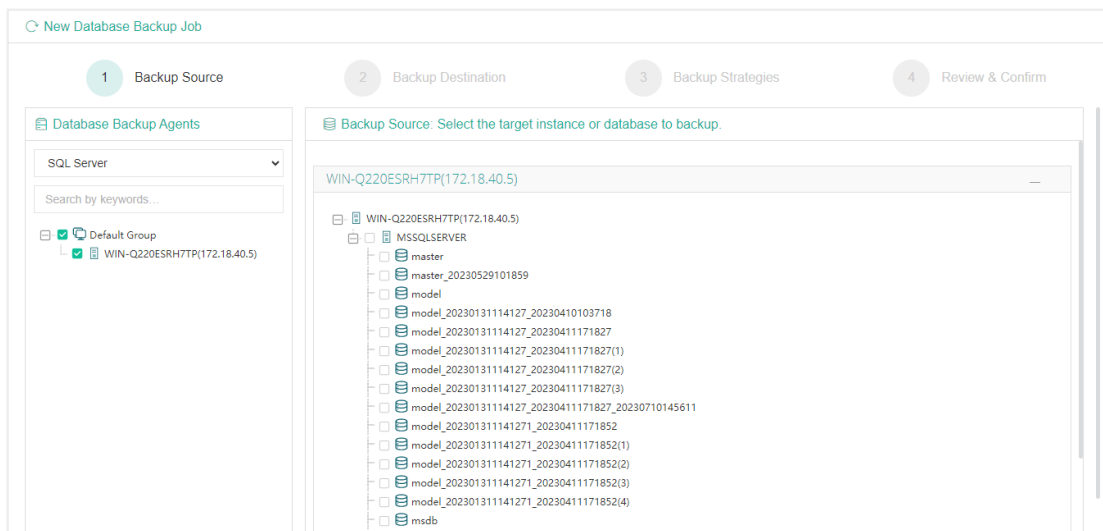 New Database Backup Job
1 Backup Source
2 Backup Destination
3 Backup Strategies
4 Review & Confirm
Database Backup Agents
SQL Server
Search by keywords...
Default Group
WIN-Q220ESRH7TP(172.18.40.5)
Backup Source: Select the target instance or database to backup.
WIN-Q220ESRH7TP(172.18.40.5)
WIN-Q220ESRH7TP(172.18.40.5)
MSSQLSERVER
master
master_20230529101859
model
model_20230131114127_20230410103718
model_20230131114127_20230411171827
model_20230131114127_20230411171827(1)
model_20230131114127_20230411171827(2)
model_20230131114127_20230411171827(3)
model_20230131114127_20230411171827_20230710145611
model_202301311141271_20230411171852
model_202301311141271_20230411171852(1)
model_202301311141271_20230411171852(2)
model_202301311141271_20230411171852(3)
model_202301311141271_20230411171852(4)
msdb